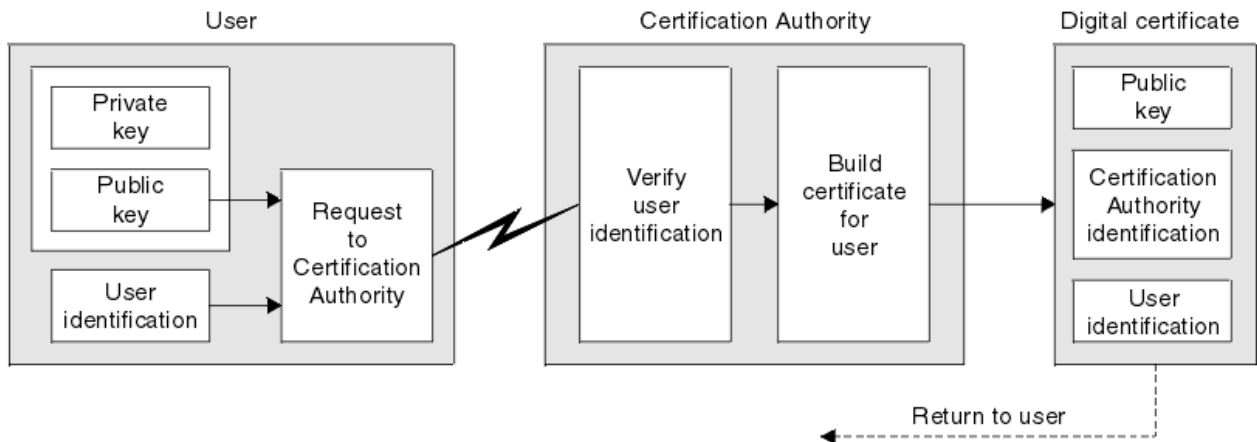 User
Private
key
Public
key
User
identification
Request
to
Certification
Authority
Certification Authority
Verify
user
identification
Build
certificate
for
user
Digital certificate
Public
key
Certification
Authority
identification
User
identification
Return to user